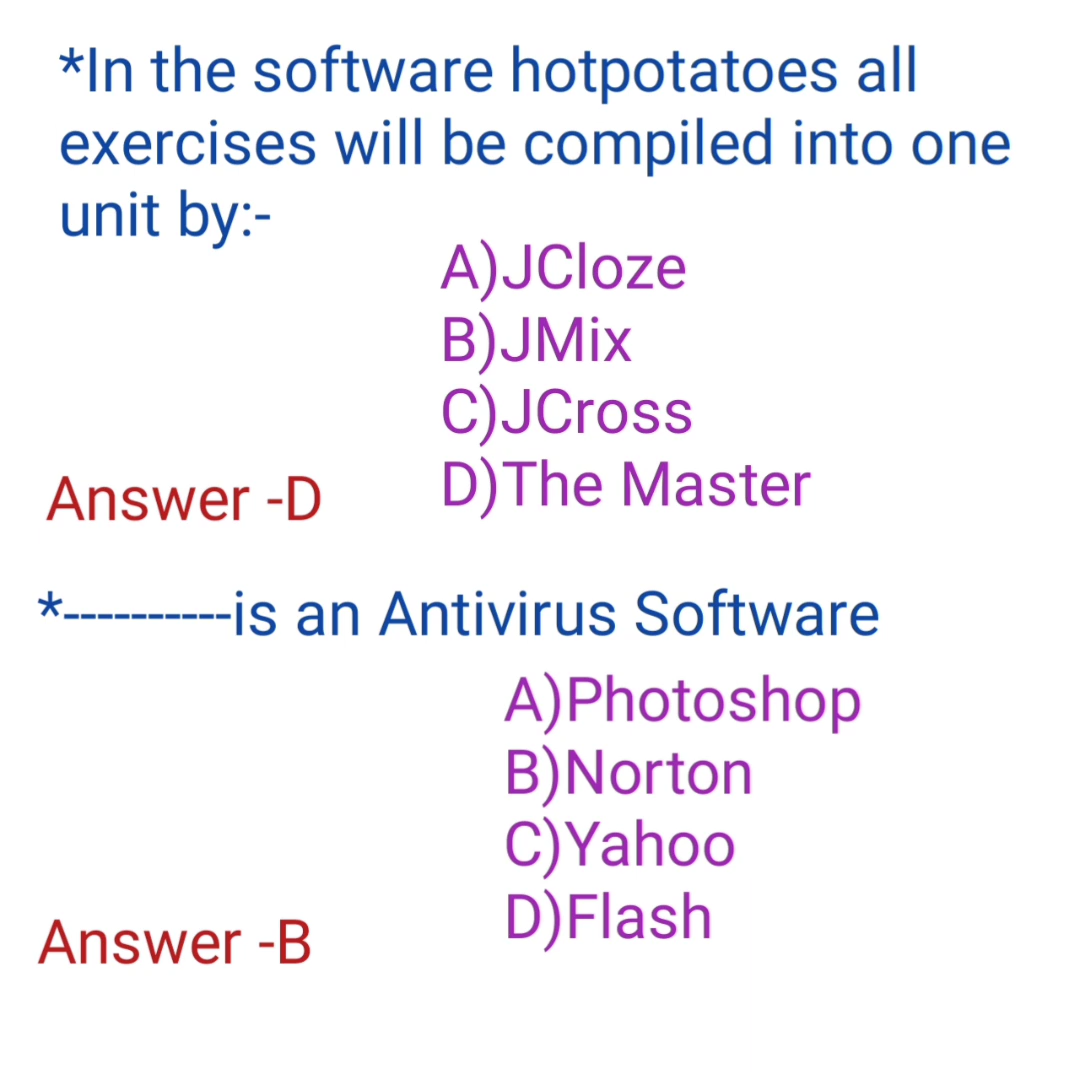 *In the software hotpotatoes all
exercises will be compiled into one
unit by:-
A)JCloze
B)JMix
C)JCross
D)The Master
Answer -D
*----------is an Antivirus Software
A)Photoshop
B)Norton
C)Yahoo
D)Flash
Answer -B